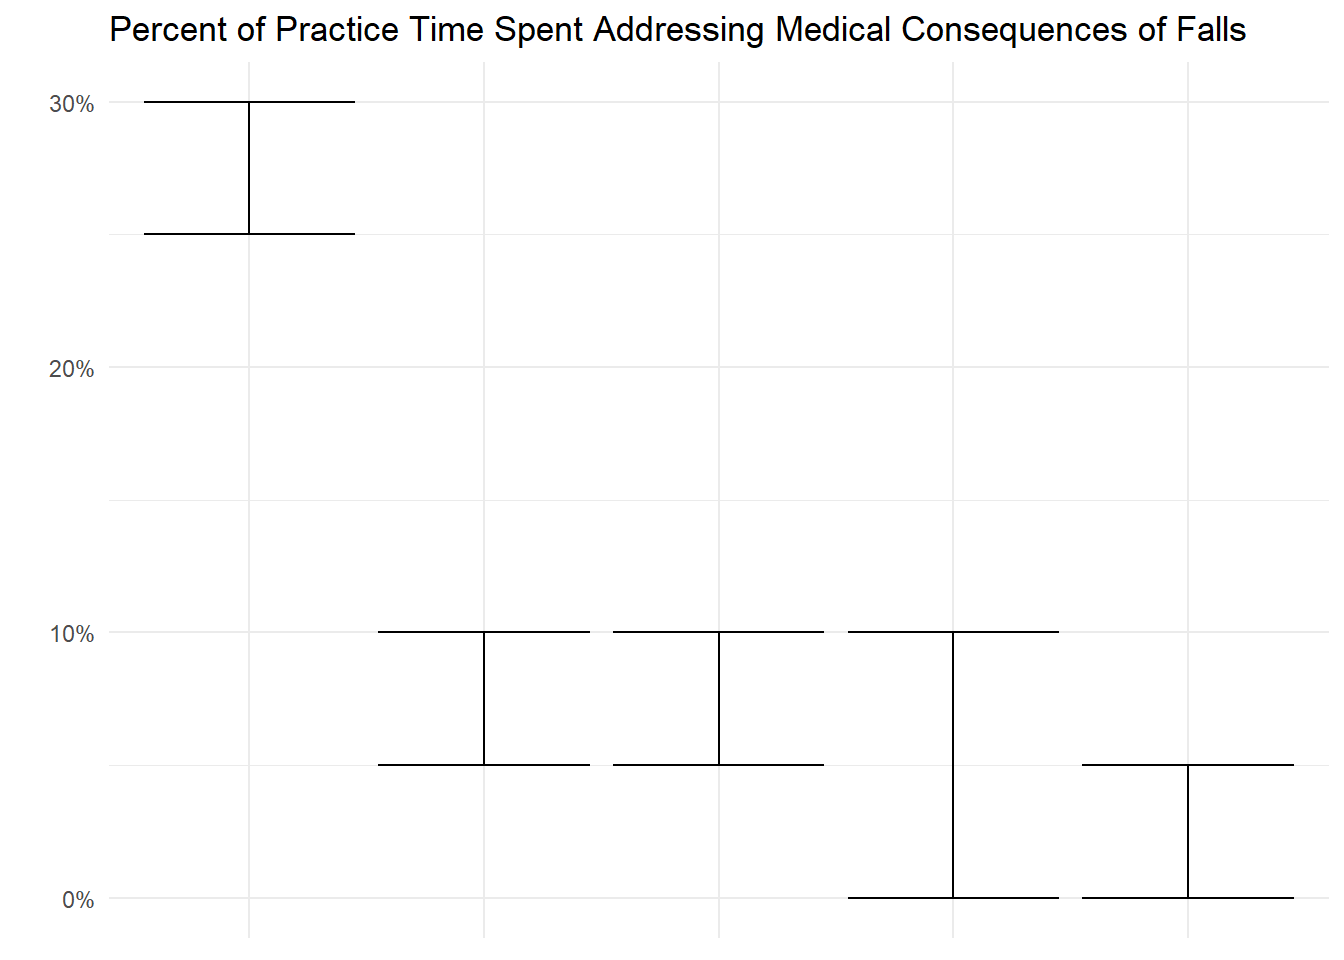 Percent of Practice Time Spent Addressing Medical Consequences of Falls
30%
20%
10%
0%